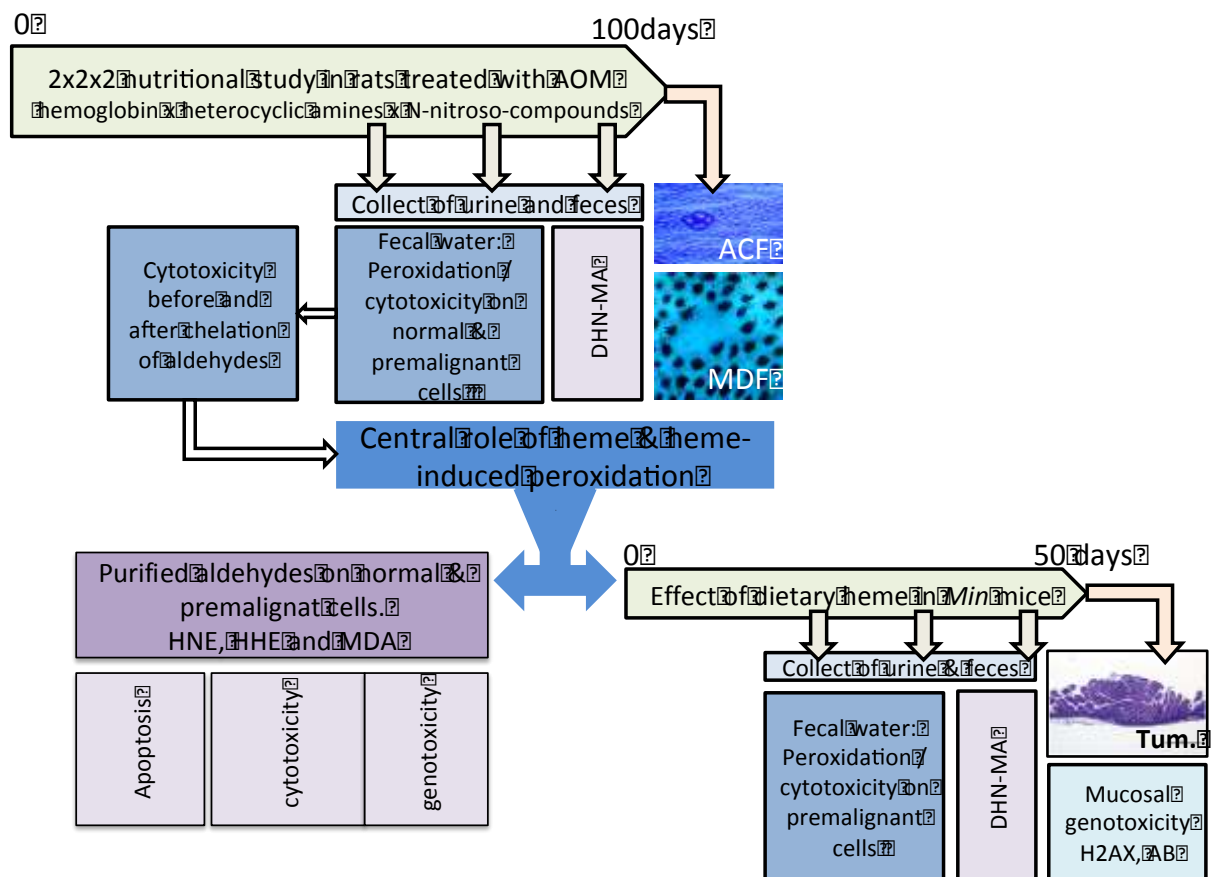 0
100days
2x2x2 nutritional study in rats treated with AOM
hemoglobin x heterocyclic amines x N-nitroso-compounds
Collect of urine and feces
Cytotoxicity
before and
after chelation
of aldehydes
Fecal water:
Peroxidation /
cytotoxicity on
normal &
premalignant
cells
DHN-MA
ACF
MDF
Central role of heme & heme-
induced peroxidation
Purified aldehydes on normal &
premalignat cells.
HNE, HHE and MDA
Apoptosis
cytotoxicity
genotoxicity
0
50 days
Effect of dietary heme in Min mice
Collect of urine & feces
Fecal water:
Peroxidation /
cytotoxicity on
premalignant
cells
DHN-MA
Tum.
Mucosal
genotoxicity
H2AX, AB